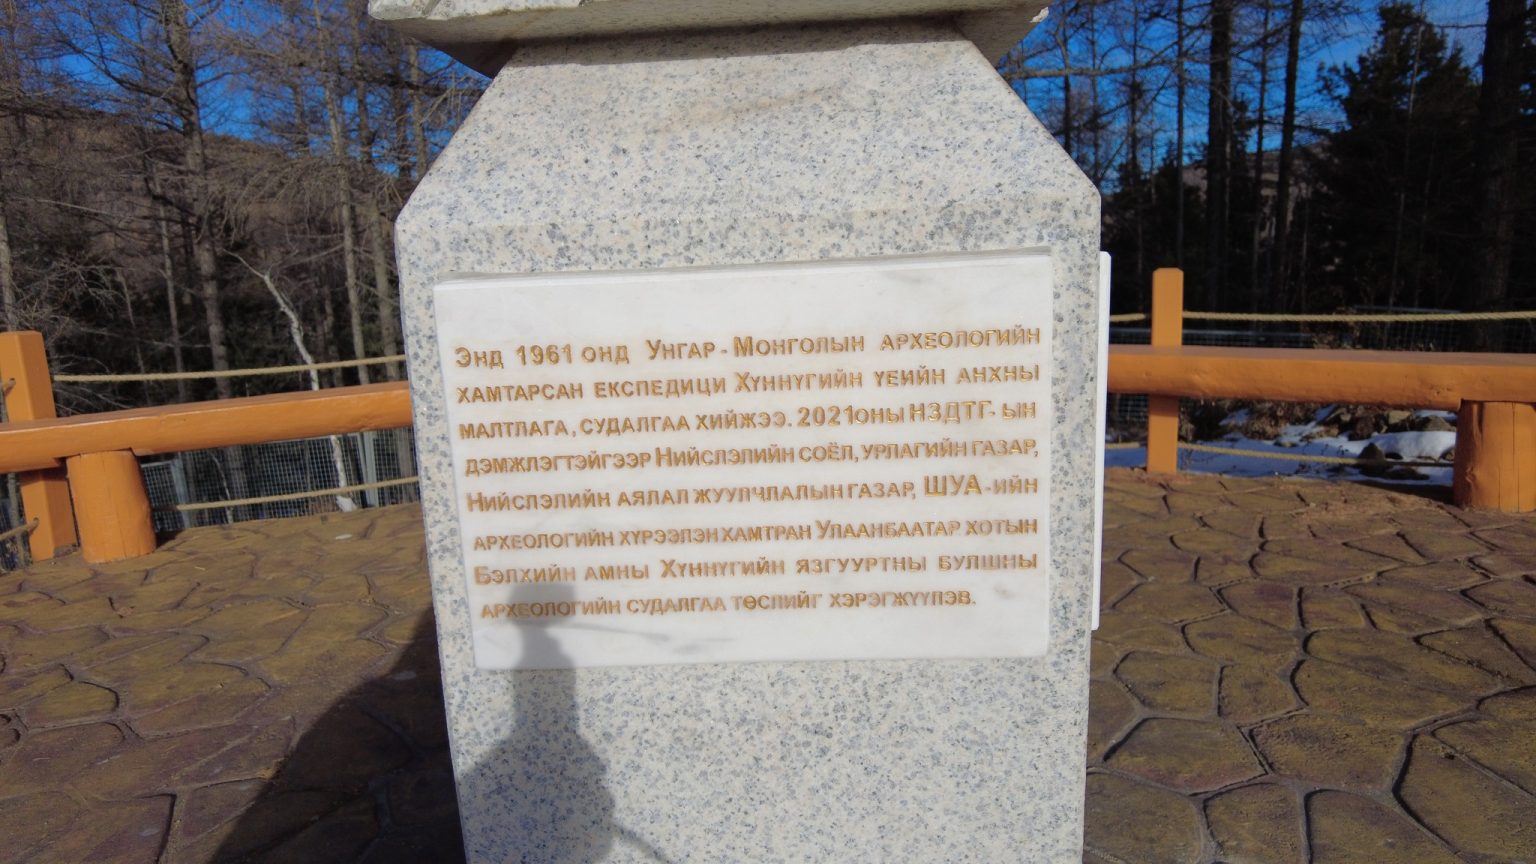 Энд 1961 онд Унгар - Монголын археологийн
хамтарсан експедици Хүннүгийн үеийн анхны
малтлага, судалгаа хийжээ. 2021оны НЗДТГ- ын
дэмжлэгтэйгээр Нийслэлийн соёл, урлагийн газар,
Нийслэлийн аялал жуулчлалын газар, ШУА -ийн
археологийн хүрээлэн хамтран Улаанбаатар хотын
Бэлхийн амны Хүннүгийн язгууртны булшны
археологийн судалгаа төслийг хэрэгжүүлэв.